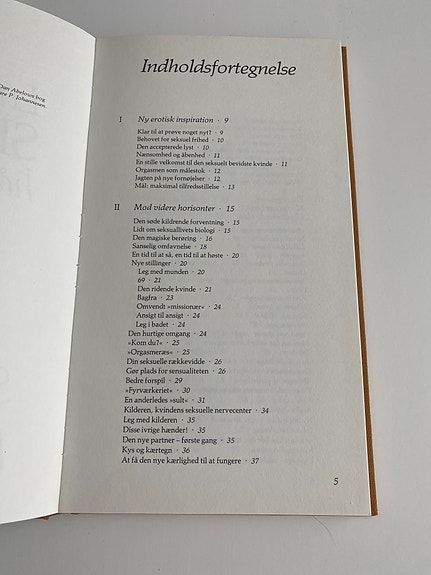 Dan Abelows bog
P. Johannesen
Indholdsfortegnelse
I Ny erotisk inspiration · 9
Klar til at prøve noget nyt? · 9
Behovet for seksuel frihed · 10
Den accepterede lyst · 10
Nænsomhed og åbenhed · 11
En stille velkomst til den seksuelt bevidste kvinde · 11
Orgasmen som målestok · 12
Jagten på nye fornøjelser · 12
Mål: maksimal tilfredsstillelse · 13
II Mod videre horisonter · 15
Den søde kildrende forventning · 15
Lidt om seksuallivets biologi · 15
Den magiske berøring · 16
Sanselig omfavnelse · 18
En tid til at så, en tid til at høste · 20
Nye stillinger · 20
Leg med munden · 20
69 · 21
Den ridende kvinde · 21
Bagfra · 23
Omvendt »missionær« · 24
Ansigt til ansigt · 24
Leg i badet · 24
Den hurtige omgang · 24
»Kom du?« · 25
»Orgasmeræs« · 25
Din seksuelle rækkevidde · 26
Gør plads for sensualiteten · 26
Bedre forspil · 29
»Fyrværkeriet« · 30
En anderledes »sult« · 31
Kilderen, kvindens seksuelle nervecenter · 34
Leg med kilderen · 35
Disse ivrige hænder! · 35
Den nye partner – første gang · 35
Kys og kærtegn · 36
At få den nye kærlighed til at fungere · 37
5